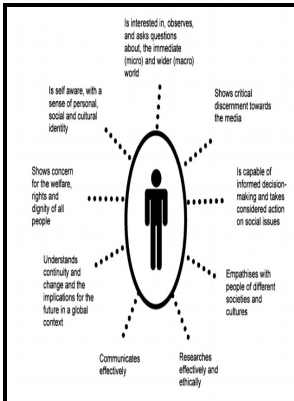 Is interested in, observes,
and asks questions
about, the immediate
(micro) and wider (macro)
world
Is self aware, with a
sense of personal,
social and cultural
identity
Shows critical
discernment towards
the media
Shows concern
for the welfare,
rights and
dignity of all
people
Is capable of
informed decision-
making and takes
considered action
on social issues
Understands
continuity and
change and the
implications for the
future in a global
context
Empathises with
people of different
societies and
cultures
Communicates
effectively
Researches
effectively and
ethically